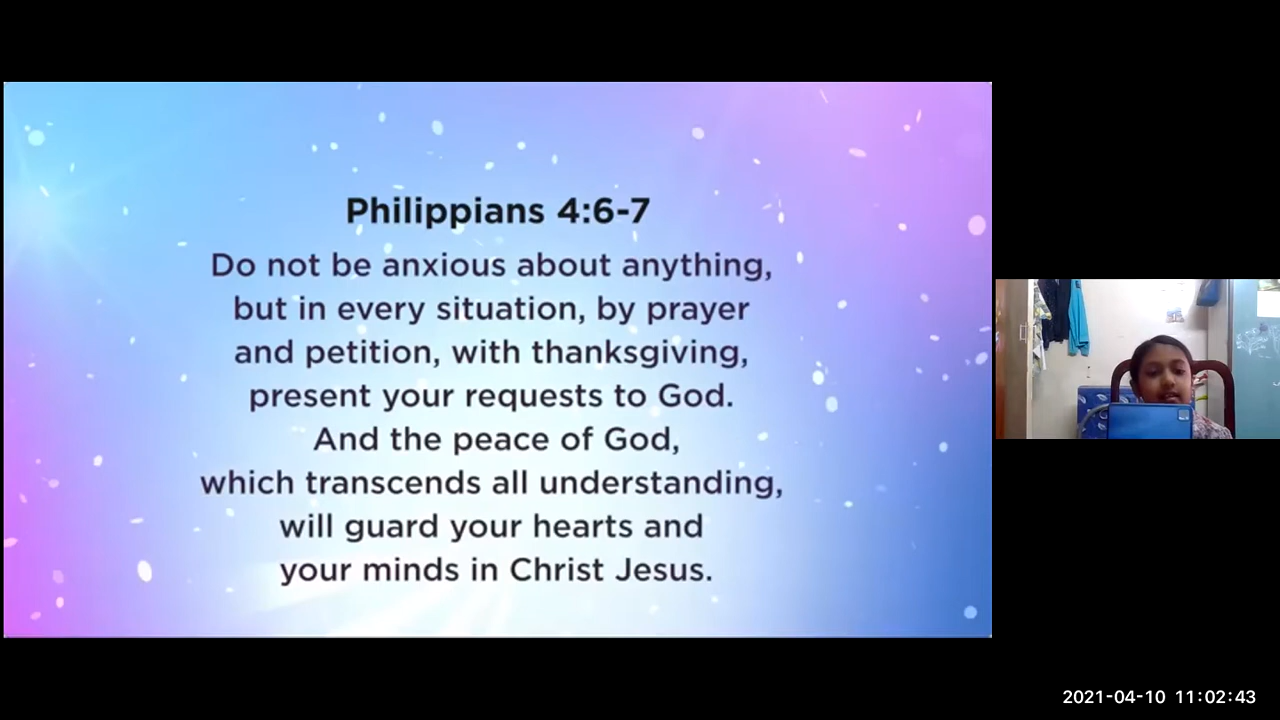 Philippians 4:6-7
Do not be anxious about anything,
but in every situation, by prayer
and petition, with thanksgiving,
present your requests to God.
And the peace of God,
which transcends all understanding,
will guard your hearts and
your minds in Christ Jesus.
2021-04-10 11:02:43